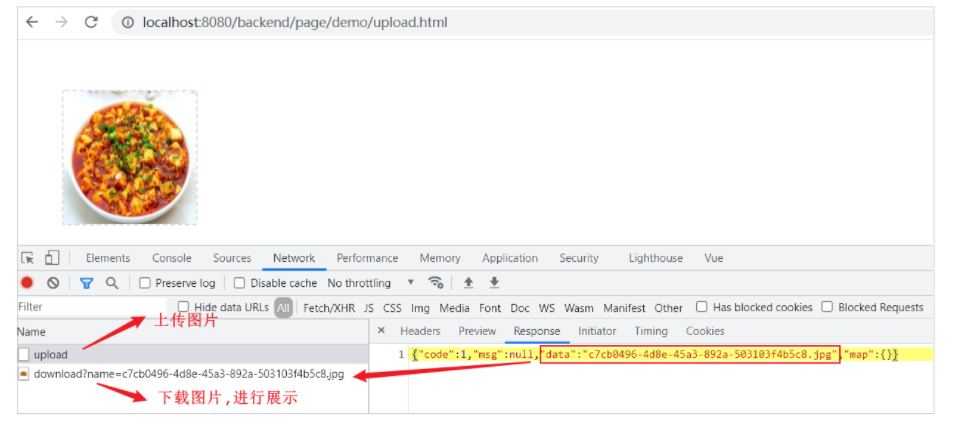 localhost:8080/backend/page/demo/upload.html
Elements Console Sources Network Performance Memory Application Security Lighthouse Vue
Preserve log Disable cache No throttling
Filter Hide data URLs All Fetch/XHR JS CSS Img Media Font Doc WS Wasm Manifest Other Has blocked cookies Blocked Requests
上传图片
Name × Headers Preview Response Initiator Timing Cookies
upload
1 {"code":1,"msg":null,"data":"c7cb0496-4d8e-45a3-892a-503103f4b5c8.jpg","map":{}}
download?name=c7cb0496-4d8e-45a3-892a-503103f4b5c8.jpg
下载图片,进行展示